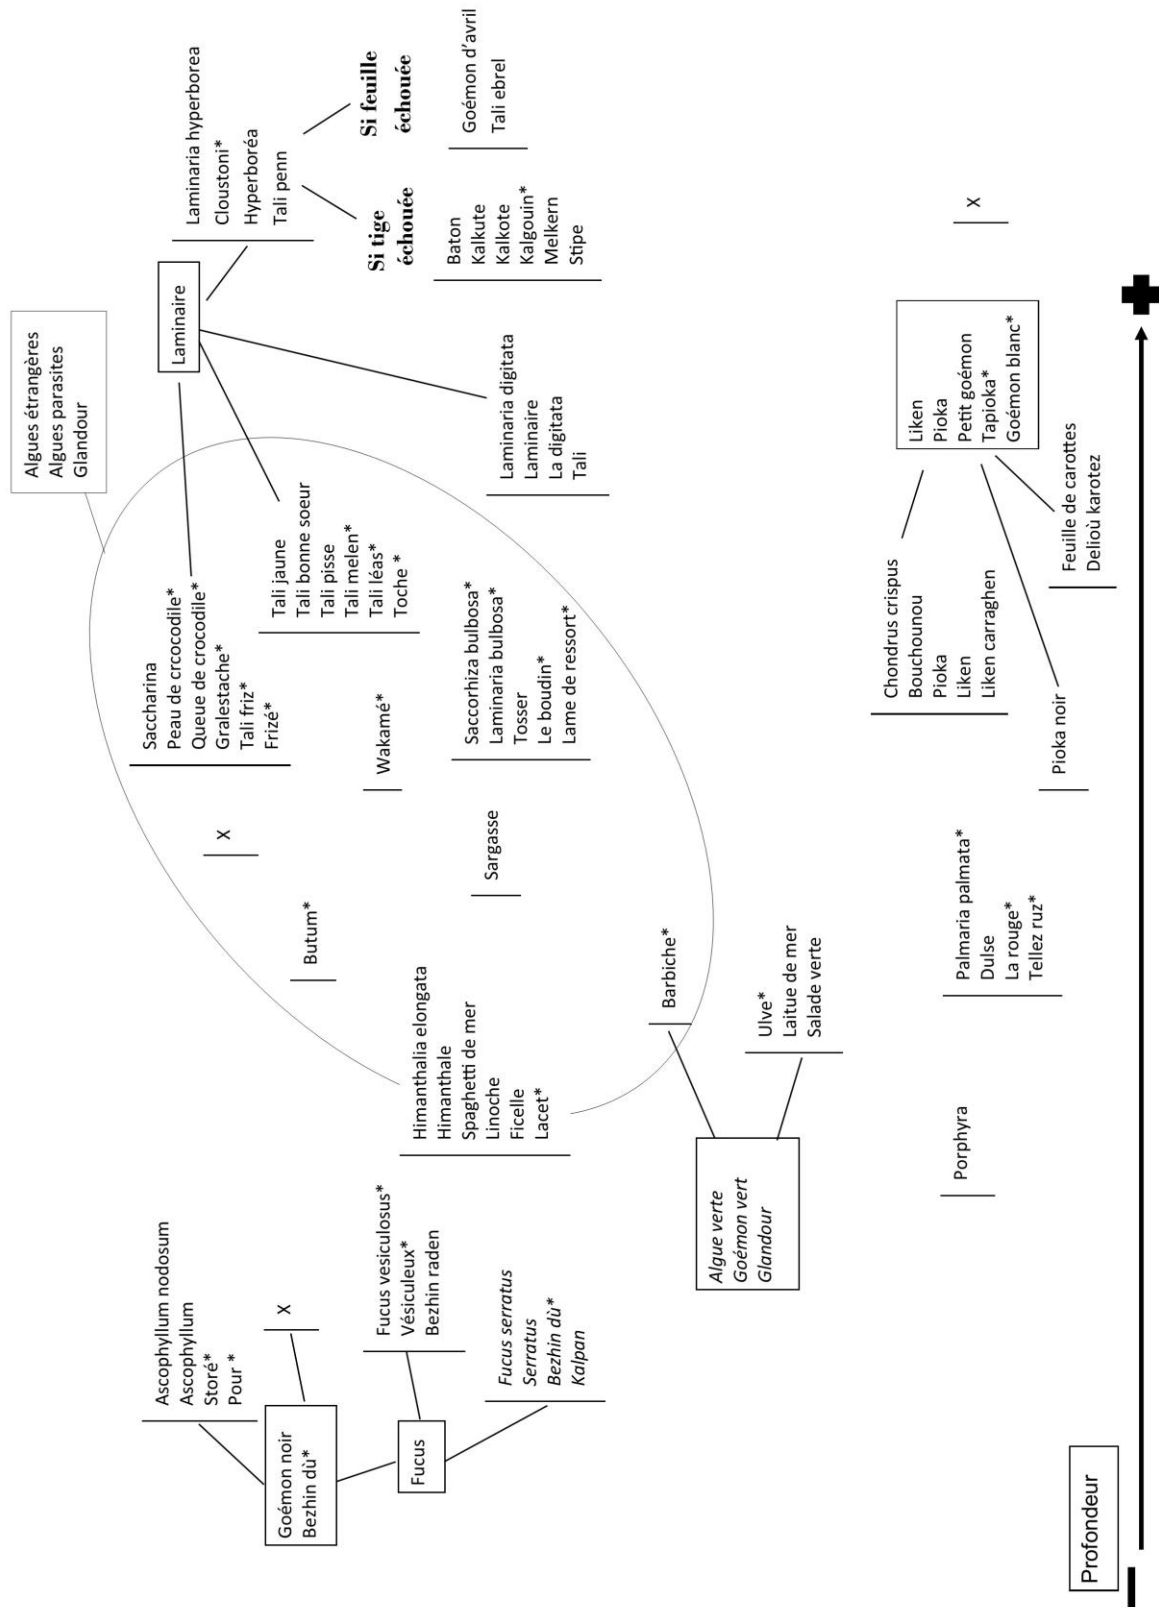 Algues étrangères
Algues parasites
Glandour
Laminaire
Laminaria hyperborea
Cloustoni*
Hyperboréa
Tali penn
Si tige
échouée
Si feuille
échouée
Baton
Kalkute
Kalkote
Kalgouin*
Melkern
Stipe
Goémon d'avril
Tali ebrel
Saccharina
Peau de crcocodile*
Queue de crocodile*
Gralestache*
Tali friz*
Frizé*
Tali jaune
Tali bonne soeur
Tali pisse
Tali melen*
Tali léas*
Toche *
Laminaria digitata
Laminaire
La digitata
Tali
X
Butum*
Wakamé*
Sargasse
Saccorhiza bulbosa*
Laminaria bulbosa*
Tosser
Le boudin*
Lame de ressort*
Himanthalia elongata
Himanthale
Spaghetti de mer
Linoche
Ficelle
Lacet*
Barbiche*
Ascophyllum nodosum
Ascophyllum
Storé*
Pour *
Goémon noir
Bezhin dù*
X
Fucus
Fucus vesiculosus*
Vésiculeux*
Bezhin raden
Fucus serratus
Serratus
Bezhin dù*
Kalpan
Algue verte
Goémon vert
Glandour
Ulve*
Laitue de mer
Salade verte
Porphyra
Palmaria palmata*
Dulse
La rouge*
Tellez ruz*
Chondrus crispus
Bouchounou
Pioka
Liken
Liken carraghen
Pioka noir
Liken
Pioka
Petit goémon
Tapioka*
Goémon blanc*
Feuille de carottes
Delioù karotez
X
Profondeur